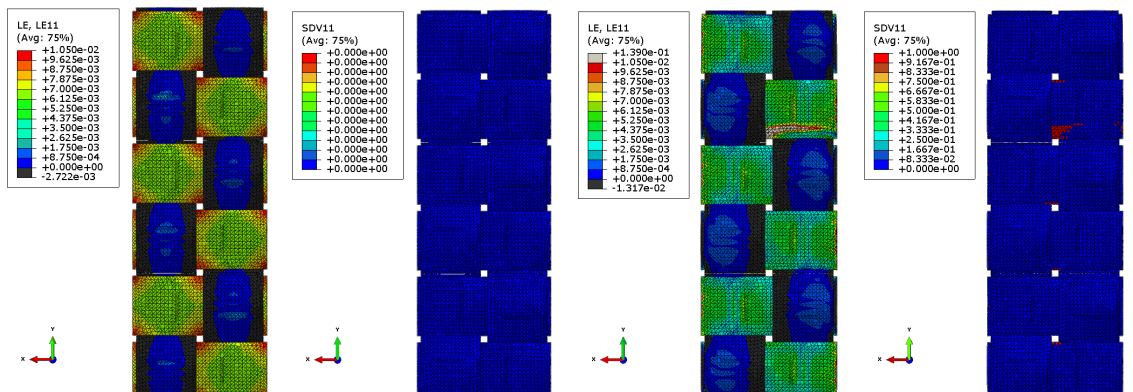 LE, LE11
(Avg: 75%)
+1.050e-02
+9.625e-03
+8.750e-03
+7.875e-03
+7.000e-03
+6.125e-03
+5.250e-03
+4.375e-03
+3.500e-03
+2.625e-03
+1.750e-03
+8.750e-04
+0.000e+00
-2.722e-03
Y
X
SDV11
(Avg: 75%)
+0.000e+00
+0.000e+00
+0.000e+00
+0.000e+00
+0.000e+00
+0.000e+00
+0.000e+00
+0.000e+00
+0.000e+00
+0.000e+00
+0.000e+00
+0.000e+00
+0.000e+00
Y
X
LE, LE11
(Avg: 75%)
+1.390e-01
+1.050e-02
+9.625e-03
+8.750e-03
+7.875e-03
+7.000e-03
+6.125e-03
+5.250e-03
+4.375e-03
+3.500e-03
+2.625e-03
+1.750e-03
+8.750e-04
+0.000e+00
-1.317e-02
Y
X
SDV11
(Avg: 75%)
+1.000e+00
+9.167e-01
+8.333e-01
+7.500e-01
+6.667e-01
+5.833e-01
+5.000e-01
+4.167e-01
+3.333e-01
+2.500e-01
+1.667e-01
+8.333e-02
+0.000e+00
Y
X